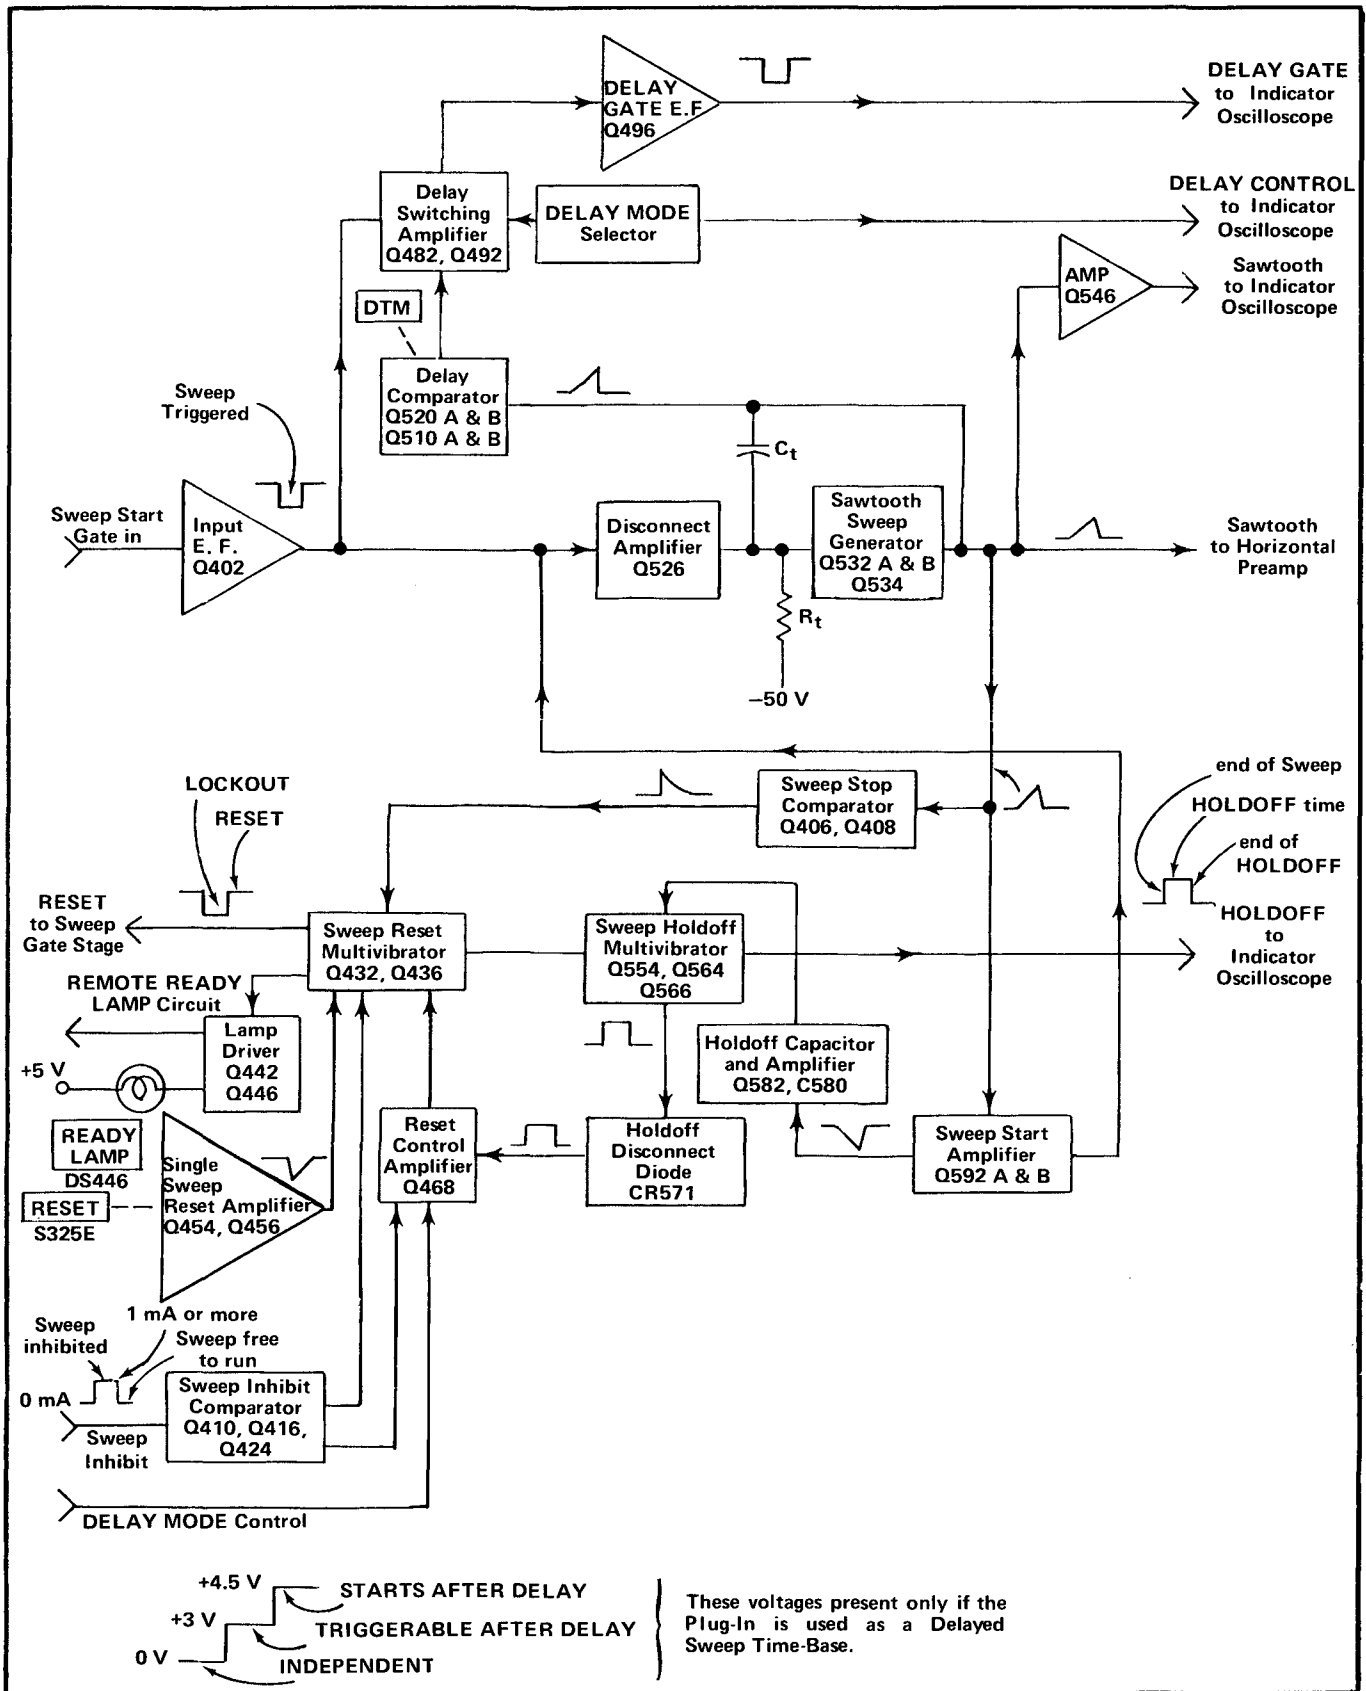 DELAY
GATE E.F
Q496
DELAY GATE
to Indicator
Oscilloscope
Delay
Switching
Amplifier
Q482, Q492
DELAY MODE
Selector
DELAY CONTROL
to Indicator
Oscilloscope
AMP
Q546
Sawtooth
to Indicator
Oscilloscope
DTM
Delay
Comparator
Q520 A & B
Q510 A & B
Sweep
Triggered
Ct
Sweep Start
Gate in
Input
E. F.
Q402
Disconnect
Amplifier
Q526
Sawtooth
Sweep
Generator
Q532 A & B
Q534
Sawtooth
to Horizontal
Preamp
Rt
−50 V
LOCKOUT
RESET
Sweep Stop
Comparator
Q406, Q408
end of Sweep
HOLDOFF time
end of
HOLDOFF
RESET
to Sweep
Gate Stage
Sweep Reset
Multivibrator
Q432, Q436
Sweep Holdoff
Multivibrator
Q554, Q564
Q566
HOLDOFF
to
Indicator
Oscilloscope
REMOTE READY
LAMP Circuit
Lamp
Driver
Q442
Q446
+5 V
Holdoff Capacitor
and Amplifier
Q582, C580
READY
LAMP
DS446
RESET
S325E
Single
Sweep
Reset Amplifier
Q454, Q456
Reset
Control
Amplifier
Q468
Holdoff
Disconnect
Diode
CR571
Sweep Start
Amplifier
Q592 A & B
1 mA or more
Sweep
inhibited
Sweep free
to run
0 mA
Sweep Inhibit
Comparator
Q410, Q416,
Q424
Sweep
Inhibit
DELAY MODE Control
+4.5 V
STARTS AFTER DELAY
+3 V
TRIGGERABLE AFTER DELAY
0 V
INDEPENDENT
These voltages present only if the
Plug-In is used as a Delayed
Sweep Time-Base.